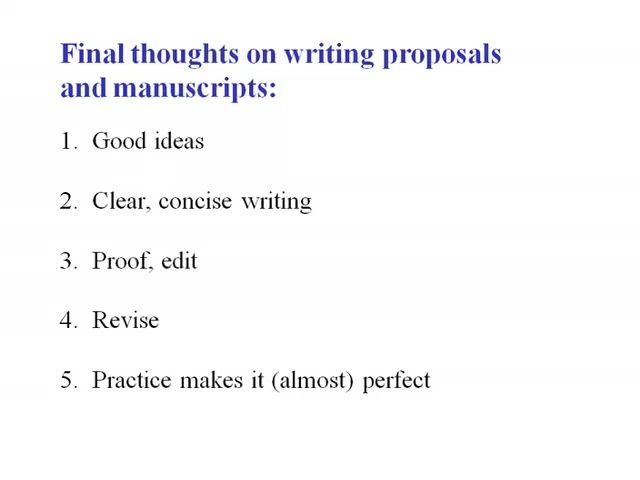 Final thoughts on writing proposals
and manuscripts:
1. Good ideas
2. Clear, concise writing
3. Proof, edit
4. Revise
5. Practice makes it (almost) perfect